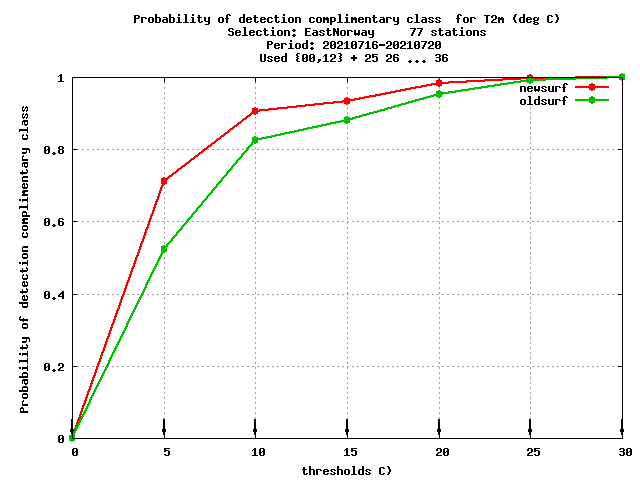 Probability of detection complimentary class  for T2m (deg C)
Selection: EastNorway     77 stations
Period: 20210716-20210720
Used {00,12} + 25 26 ... 36
newsurf
oldsurf
Probability of detection complimentary class
1
0.8
0.6
0.4
0.2
0
0 5 10 15 20 25 30
thresholds C)